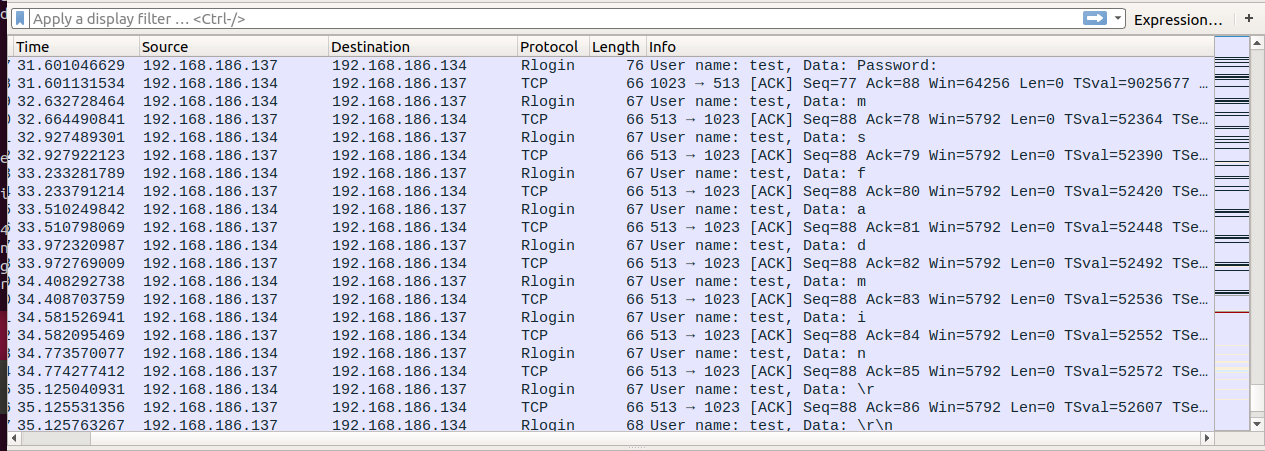 Apply a display filter … <Ctrl-/> Expression… +
Time Source Destination Protocol Length Info
31.601046629 192.168.186.137 192.168.186.134 Rlogin 76 User name: test, Data: Password:
31.601131534 192.168.186.134 192.168.186.137 TCP 66 1023 → 513 [ACK] Seq=77 Ack=88 Win=64256 Len=0 TSval=9025677 …
32.632728464 192.168.186.134 192.168.186.137 Rlogin 67 User name: test, Data: m
32.664490841 192.168.186.137 192.168.186.134 TCP 66 513 → 1023 [ACK] Seq=88 Ack=78 Win=5792 Len=0 TSval=52364 TSe…
32.927489301 192.168.186.134 192.168.186.137 Rlogin 67 User name: test, Data: s
32.927922123 192.168.186.137 192.168.186.134 TCP 66 513 → 1023 [ACK] Seq=88 Ack=79 Win=5792 Len=0 TSval=52390 TSe…
33.233281789 192.168.186.134 192.168.186.137 Rlogin 67 User name: test, Data: f
33.233791214 192.168.186.137 192.168.186.134 TCP 66 513 → 1023 [ACK] Seq=88 Ack=80 Win=5792 Len=0 TSval=52420 TSe…
33.510249842 192.168.186.134 192.168.186.137 Rlogin 67 User name: test, Data: a
33.510798069 192.168.186.137 192.168.186.134 TCP 66 513 → 1023 [ACK] Seq=88 Ack=81 Win=5792 Len=0 TSval=52448 TSe…
33.972320987 192.168.186.134 192.168.186.137 Rlogin 67 User name: test, Data: d
33.972769009 192.168.186.137 192.168.186.134 TCP 66 513 → 1023 [ACK] Seq=88 Ack=82 Win=5792 Len=0 TSval=52492 TSe…
34.408292738 192.168.186.134 192.168.186.137 Rlogin 67 User name: test, Data: m
34.408703759 192.168.186.137 192.168.186.134 TCP 66 513 → 1023 [ACK] Seq=88 Ack=83 Win=5792 Len=0 TSval=52536 TSe…
34.581526941 192.168.186.134 192.168.186.137 Rlogin 67 User name: test, Data: i
34.582095469 192.168.186.137 192.168.186.134 TCP 66 513 → 1023 [ACK] Seq=88 Ack=84 Win=5792 Len=0 TSval=52552 TSe…
34.773570077 192.168.186.134 192.168.186.137 Rlogin 67 User name: test, Data: n
34.774277412 192.168.186.137 192.168.186.134 TCP 66 513 → 1023 [ACK] Seq=88 Ack=85 Win=5792 Len=0 TSval=52572 TSe…
35.125040931 192.168.186.134 192.168.186.137 Rlogin 67 User name: test, Data: \r
35.125531356 192.168.186.137 192.168.186.134 TCP 66 513 → 1023 [ACK] Seq=88 Ack=86 Win=5792 Len=0 TSval=52607 TSe…
35.125763267 192.168.186.137 192.168.186.134 Rlogin 68 User name: test, Data: \r\n